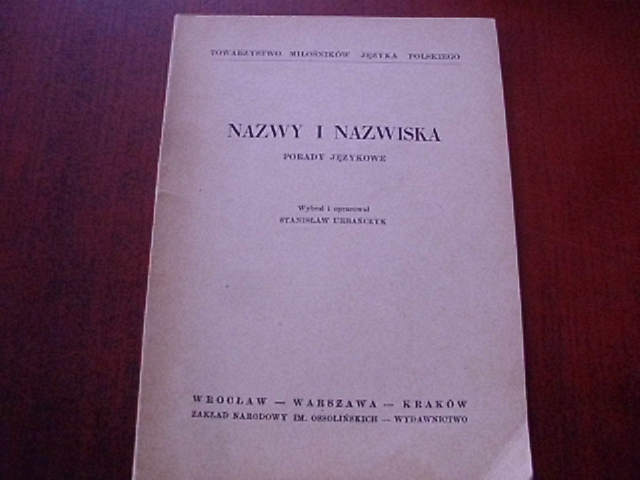 TOWARZYSTWO MIŁOŚNIKÓW JĘZYKA POLSKIEGO
NAZWY I NAZWISKA
PORADY JĘZYKOWE
Wybrał i opracował
STANISŁAW URBAŃCZYK
WROCŁAW — WARSZAWA — KRAKÓW
ZAKŁAD NARODOWY IM. OSSOLIŃSKICH — WYDAWNICTWO